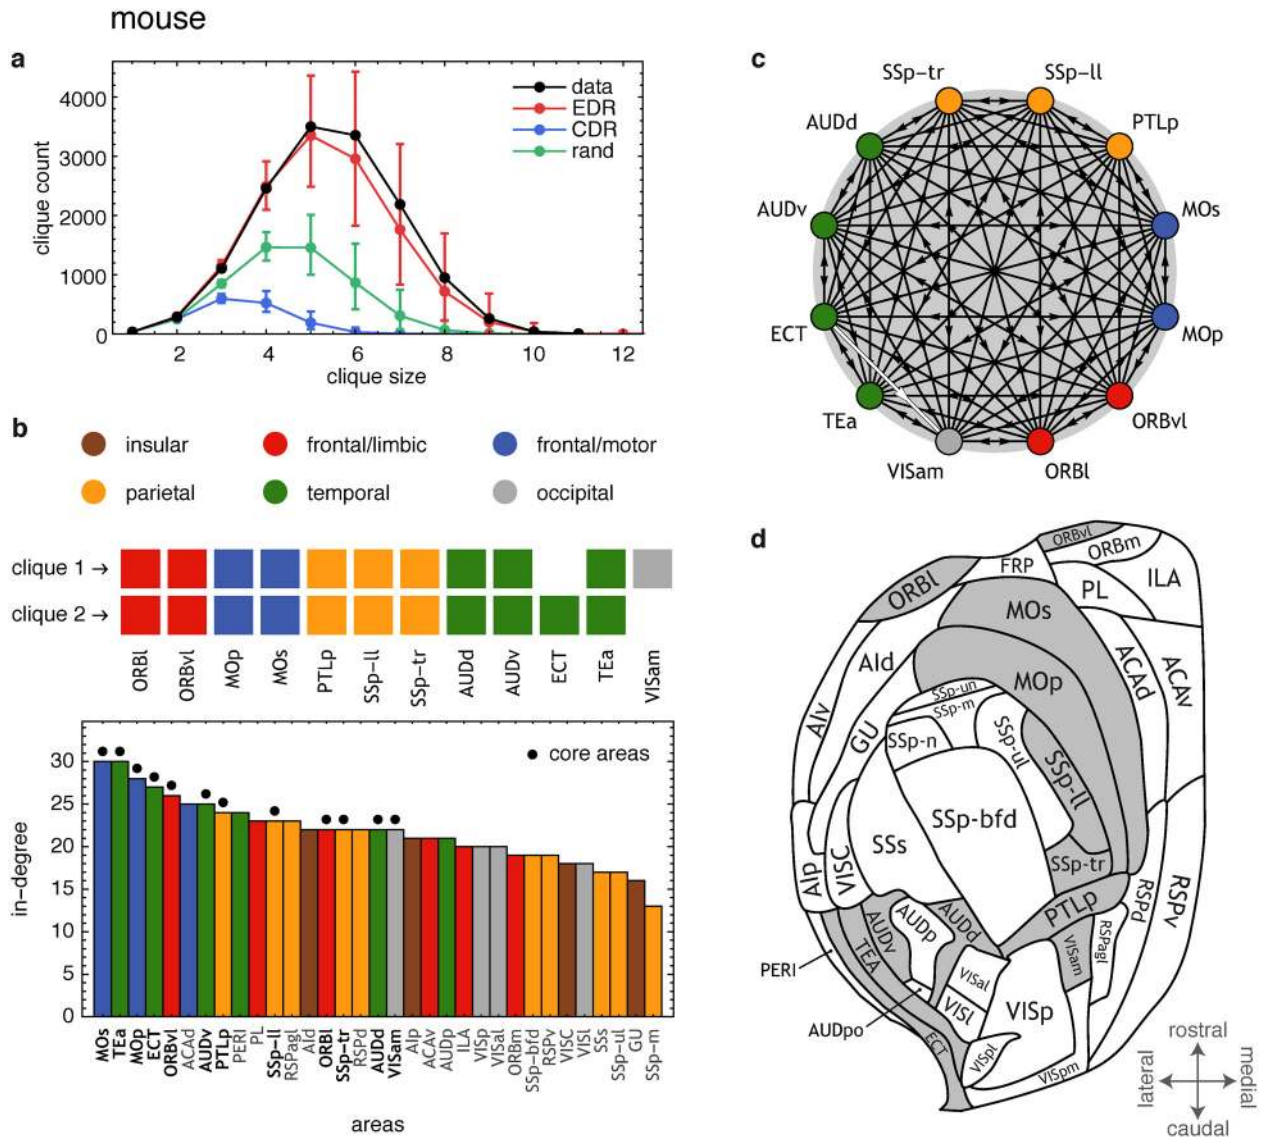 mouse
a
clique count
4000
3000
2000
1000
0
2 4 6 8 10 12
clique size
data
EDR
CDR
rand
b
insular frontal/limbic frontal/motor
parietal temporal occipital
clique 1 →
clique 2 →
ORBl ORBvl MOp MOs PTLp SSp-ll SSp-tr AUDd AUDv ECT TEa VISam
core areas
in-degree
30
25
20
15
10
5
0
MOs TEa MOp ECT ORBvl ACAd AUDv PTLp PERI PL SSp-ll RSPagl AId ORBl SSp-tr RSPd AUDd VISam AIp ACAv AUDp ILA VISp VISal ORBm SSp-bfd RSPv VISC VISl SSs SSp-ul GU SSp-m
areas
c
SSp-tr SSp-ll
AUDd PTLp
AUDv MOs
ECT MOp
TEa ORBvl
VISam ORBl
d
ORBvl
ORBm
FRP
ORBl
PL
ILA
MOs
AId
ACAd
ACAv
MOp
SSp-un
SSp-m
AIv
GU
SSp-n
SSp-ul
SSp-ll
SSp-bfd
SSs
SSp-tr
AIp
VISC
PTLp
RSPd
RSPv
AUDv
AUDp
AUDd
RSPagl
VISam
TEA
PERI
VISal
VISl
VISp
AUDpo
ECT
VISpl
VISpm
rostral
lateral
medial
caudal